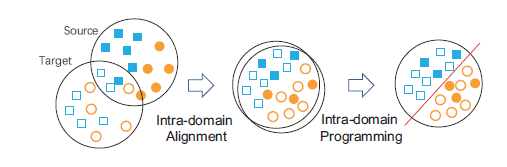 Source
Target
Intra-domain
Alignment
Intra-domain
Programming